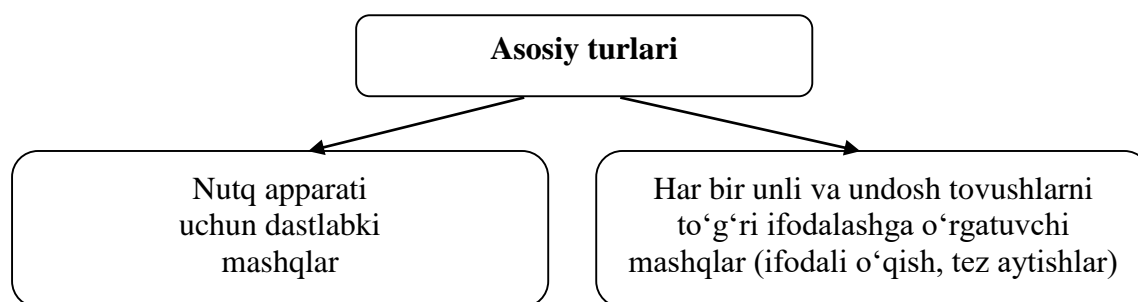 Asosiy turlari
Nutq apparati
uchun dastlabki
mashqlar
Har bir unli va undosh tovushlarni
to‘g‘ri ifodalashga o‘rgatuvchi
mashqlar (ifodali o‘qish, tez aytishlar)